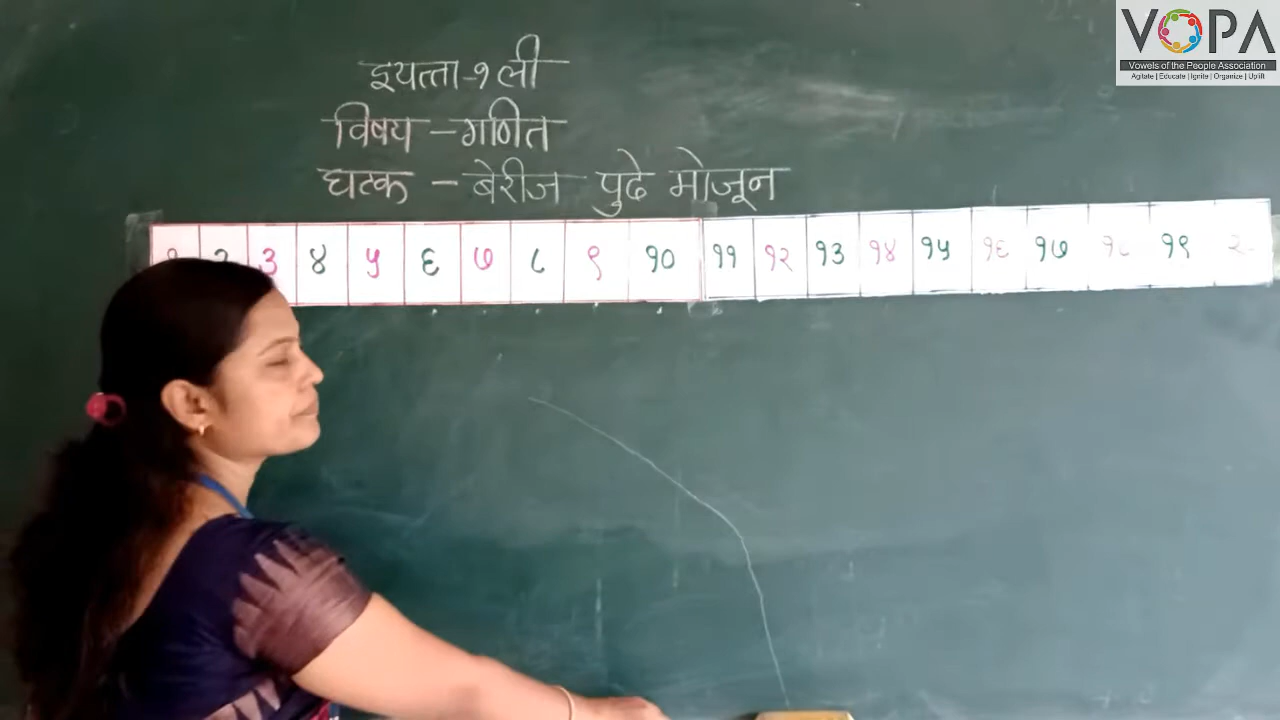 VOPA
Vowels of the People Association
Agitate | Educate | Ignite | Organize | Uplift
इयत्ता-१ली
विषय – गणित
घटक – बेरीज पुढे मोजून
३ ४ ५ ६ ७ ८ ९ १० ११ १२ १३ १४ १५ १६ १७ १८ १९